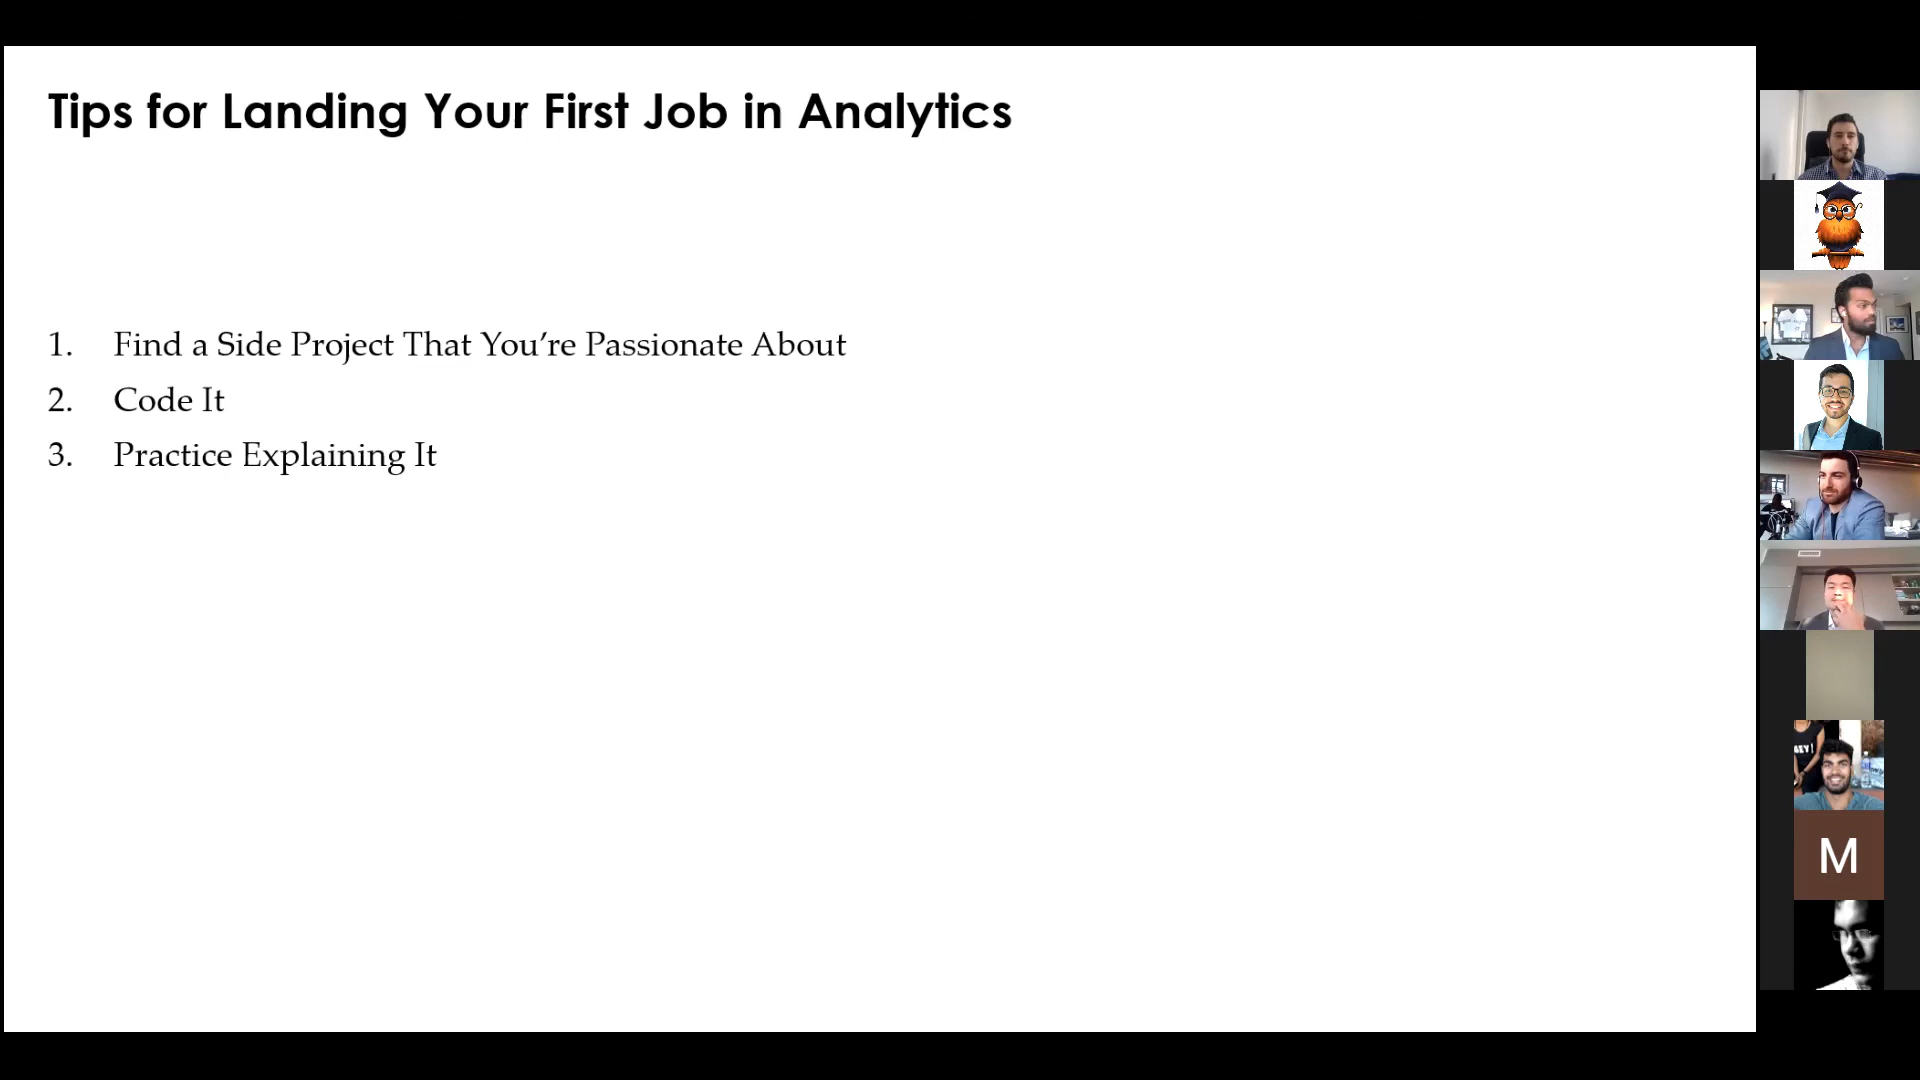 Tips for Landing Your First Job in Analytics
1. Find a Side Project That You’re Passionate About
2. Code It
3. Practice Explaining It
M